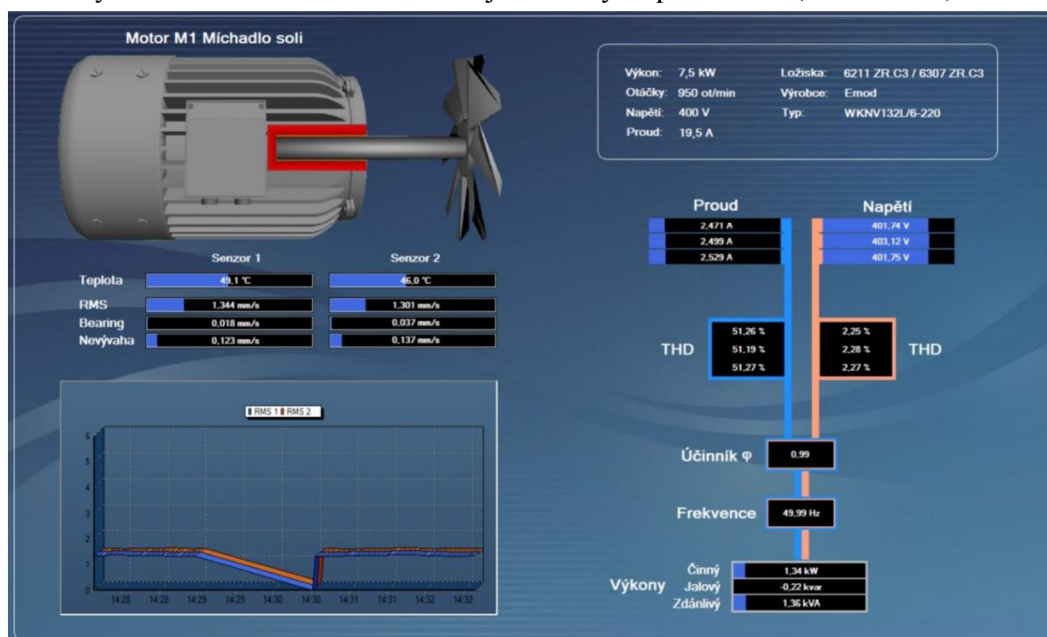 Motor M1 Míchadlo soli
Výkon: 7,5 kW Ložiska: 6211 ZR.C3 / 6307 ZR.C3
Otáčky: 950 ot/min Výrobce: Emod
Napětí: 400 V Typ: WKNV132L/6-220
Proud: 19,5 A
Proud Napětí
2,471 A 401,74 V
2,499 A 403,12 V
2,529 A 401,75 V
Senzor 1 Senzor 2
Teplota 49,1 °C 46,0 °C
RMS 1,344 mm/s 1,301 mm/s
Bearing 0,018 mm/s 0,037 mm/s
Nevývaha 0,123 mm/s 0,137 mm/s
THD 51,26 % 2,25 % THD
51,19 % 2,28 %
51,27 % 2,27 %
RMS 1 RMS 2
6
5
4
3
2
1
0
14:28 14:28 14:29 14:29 14:30 14:30 14:31 14:31 14:32 14:32
Účinník φ 0,99
Frekvence 49,99 Hz
Výkony
Činný 1,34 kW
Jalový -0,22 kvar
Zdánlivý 1,36 kVA